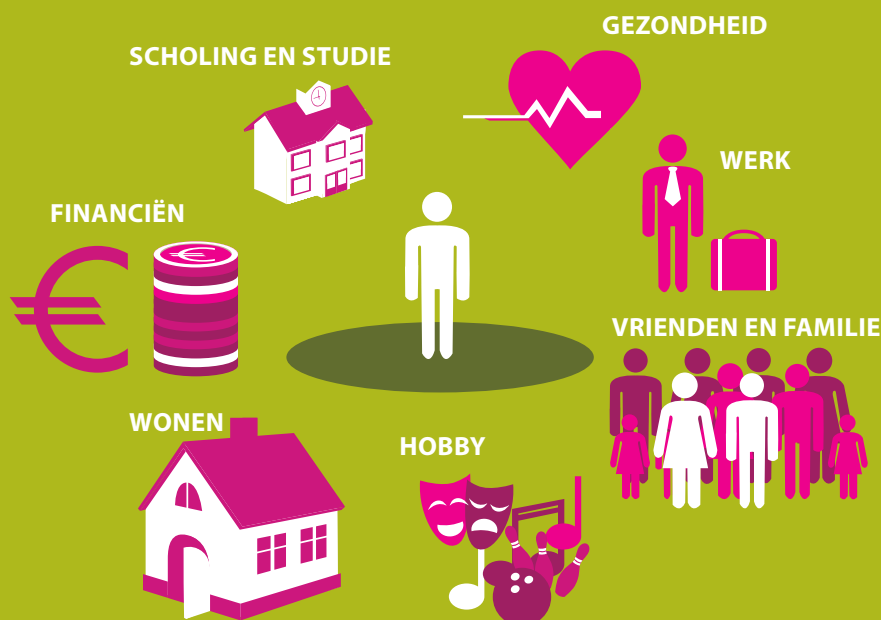 GEZONDHEID
SCHOLING EN STUDIE
WERK
FINANCIËN
€
€
VRIENDEN EN FAMILIE
WONEN
HOBBY